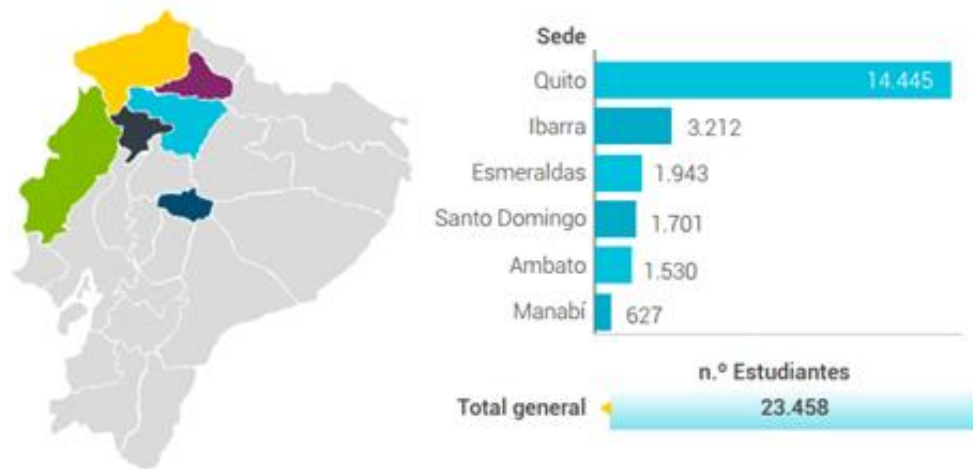 Sede
Quito 14.445
Ibarra 3.212
Esmeraldas 1.943
Santo Domingo 1.701
Ambato 1.530
Manabí 627
n.º Estudiantes
Total general 23.458